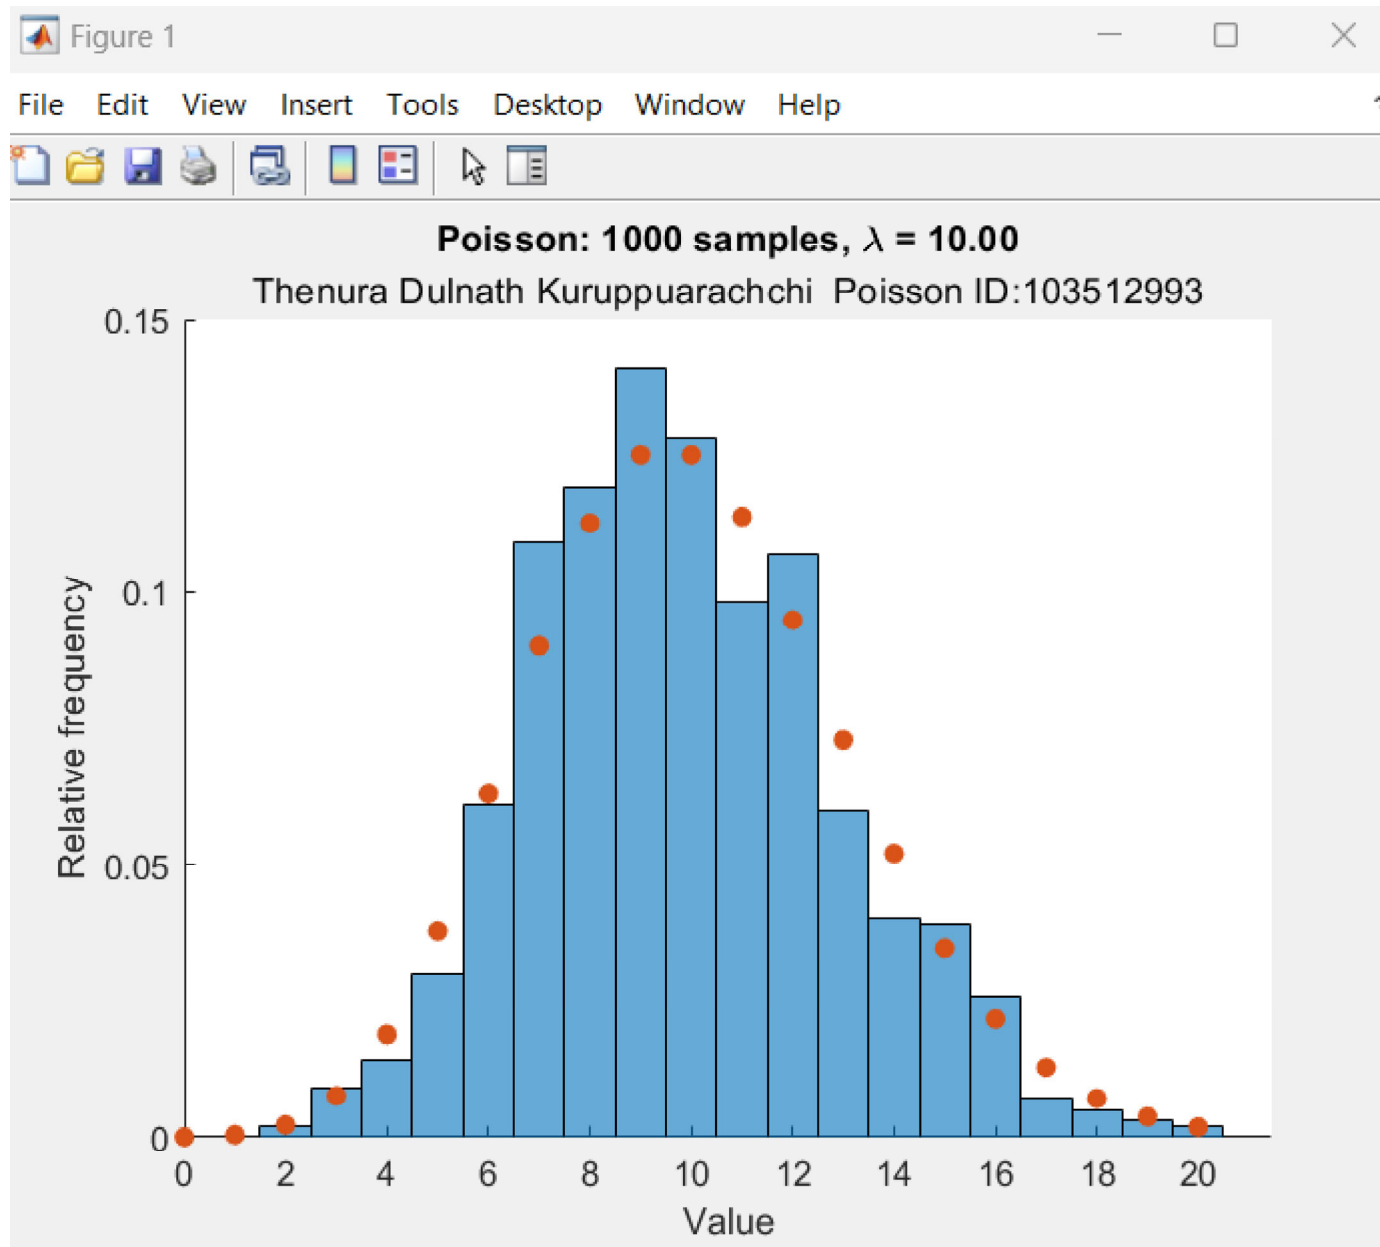 Figure 1
File Edit View Insert Tools Desktop Window Help
Poisson: 1000 samples, λ = 10.00
Thenura Dulnath Kuruppuarachchi  Poisson ID:103512993
0.15
0.1
0.05
0
Relative frequency
0 2 4 6 8 10 12 14 16 18 20
Value